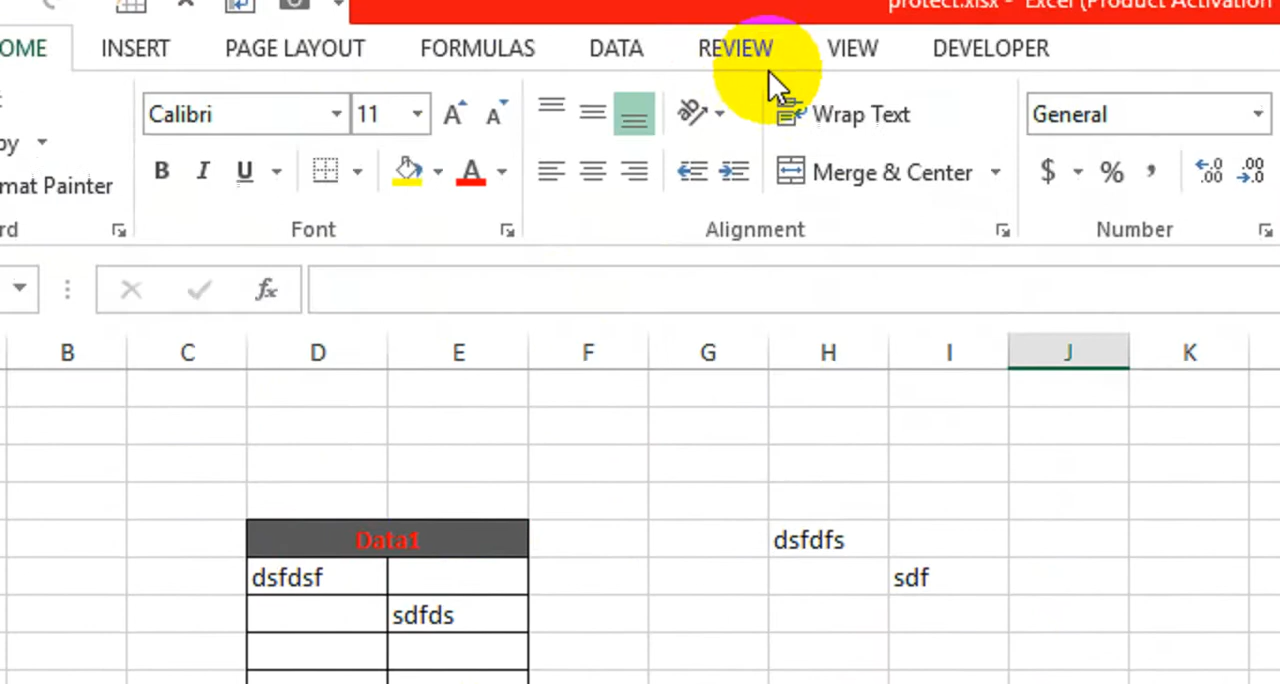 protect.xlsx - Excel (Product Activation
OME INSERT PAGE LAYOUT FORMULAS DATA REVIEW VIEW DEVELOPER
Calibri 11 A A Wrap Text General
py
B I U A Merge & Center $ % ,
mat Painter
rd Font Alignment Number
fx
B C D E F G H I J K
Data1 dsfdfs
dsfdsf sdf
sdfds